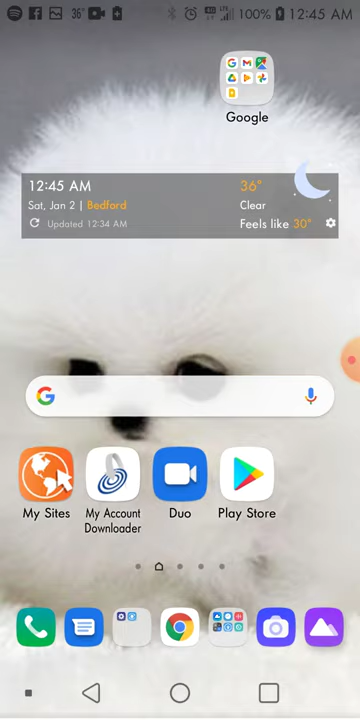 36° 100% 12:45 AM
Google
12:45 AM 36°
Sat, Jan 2 | Bedford Clear
Updated 12:34 AM Feels like 30°
My Sites My Account Downloader Duo Play Store